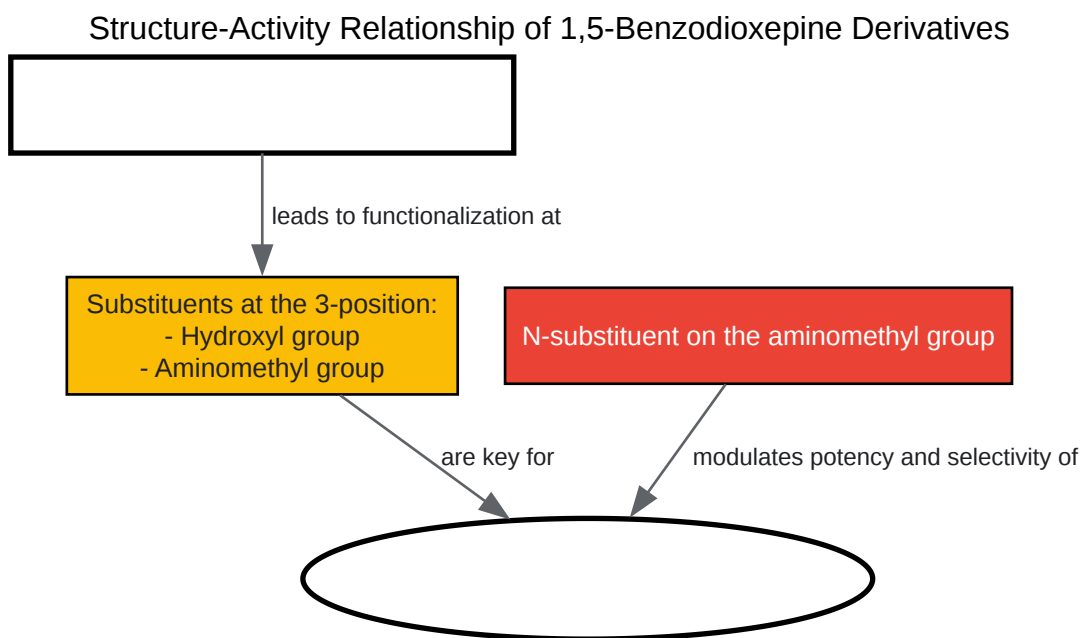 Structure-Activity Relationship of 1,5-Benzodioxepine Derivatives
leads to functionalization at
Substituents at the 3-position:
- Hydroxyl group
- Aminomethyl group
N-substituent on the aminomethyl group
are key for
modulates potency and selectivity of